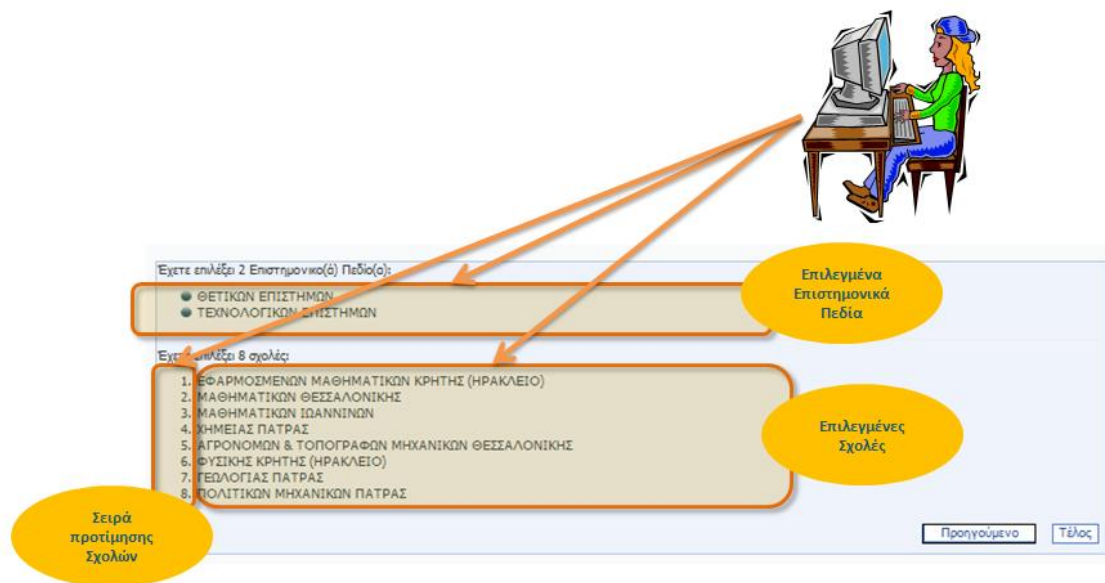 Έχετε επιλέξει 2 Επιστημονικο(ά) Πεδίο(α):
ΘΕΤΙΚΩΝ ΕΠΙΣΤΗΜΩΝ
ΤΕΧΝΟΛΟΓΙΚΩΝ ΕΠΙΣΤΗΜΩΝ
Επιλεγμένα
Επιστημονικά
Πεδία
Έχετε επιλέξει 8 σχολές:
1. ΕΦΑΡΜΟΣΜΕΝΩΝ ΜΑΘΗΜΑΤΙΚΩΝ ΚΡΗΤΗΣ (ΗΡΑΚΛΕΙΟ)
2. ΜΑΘΗΜΑΤΙΚΩΝ ΘΕΣΣΑΛΟΝΙΚΗΣ
3. ΜΑΘΗΜΑΤΙΚΩΝ ΙΩΑΝΝΙΝΩΝ
4. ΧΗΜΕΙΑΣ ΠΑΤΡΑΣ
5. ΑΓΡΟΝΟΜΩΝ & ΤΟΠΟΓΡΑΦΩΝ ΜΗΧΑΝΙΚΩΝ ΘΕΣΣΑΛΟΝΙΚΗΣ
6. ΦΥΣΙΚΗΣ ΚΡΗΤΗΣ (ΗΡΑΚΛΕΙΟ)
7. ΓΕΩΛΟΓΙΑΣ ΠΑΤΡΑΣ
8. ΠΟΛΙΤΙΚΩΝ ΜΗΧΑΝΙΚΩΝ ΠΑΤΡΑΣ
Επιλεγμένες
Σχολές
Σειρά
προτίμησης
Σχολών
Προηγούμενο
Τέλος